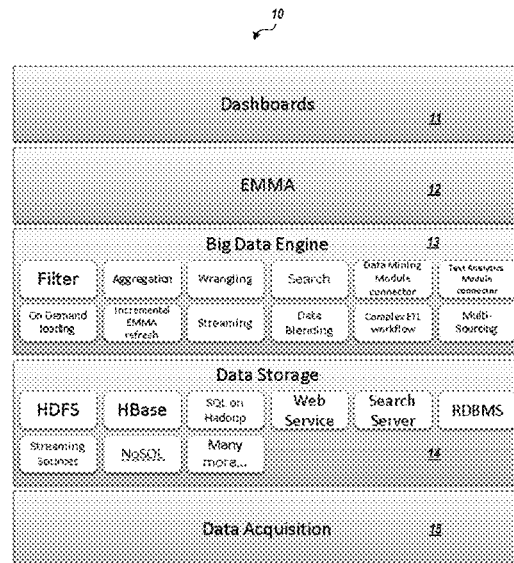 10
Dashboards
11
EMMA
12
Big Data Engine
13
Filter
Aggregation
Wrangling
Search
Data Mining
Module
connector
Text Analytics
Module
connector
On Demand
loading
Incremental
EMMA
refresh
Streaming
Data
Blending
Complex ETL
workflow
Multi-
Sourcing
Data Storage
HDFS
HBase
SQL on
Hadoop
Web
Service
Search
Server
RDBMS
Streaming
Sources
NoSQL
Many
more...
14
Data Acquisition
15